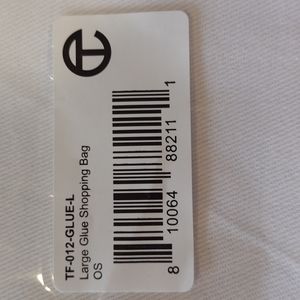 TF-012-GLUE-L
Large Glue Shopping Bag
OS
8 10064 88211 1